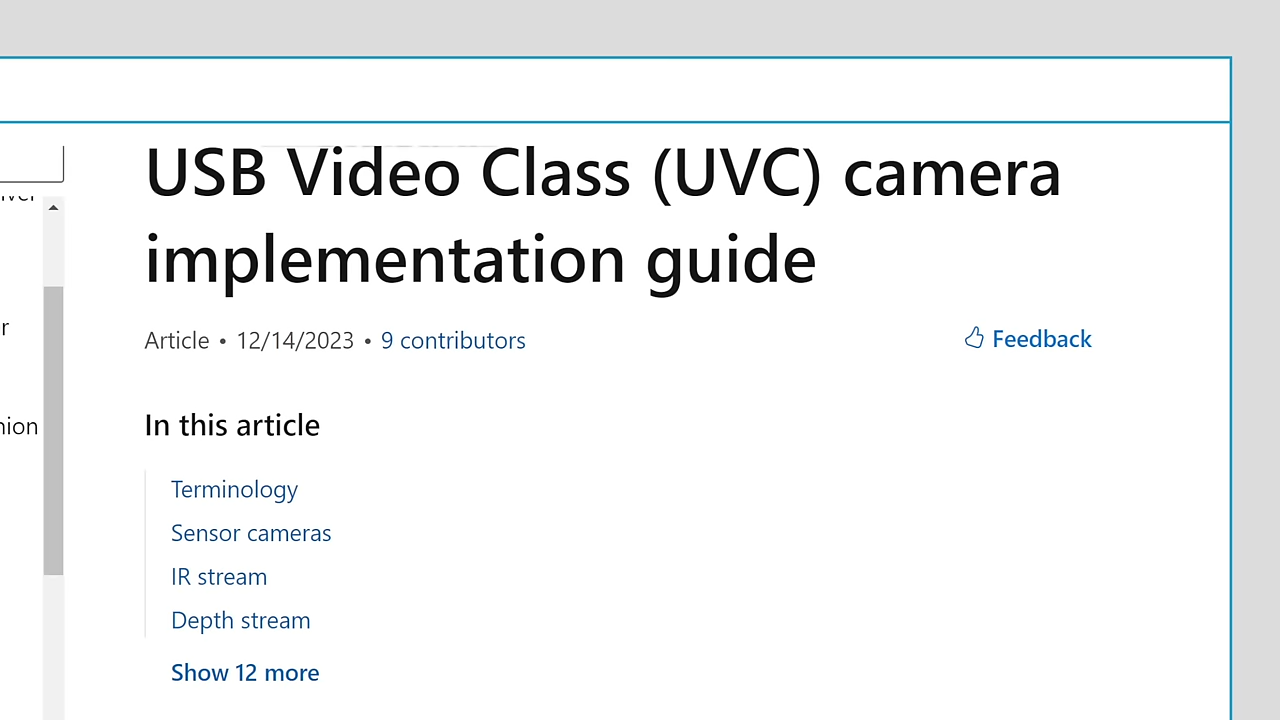 USB Video Class (UVC) camera
implementation guide
Article • 12/14/2023 • 9 contributors
Feedback
In this article
Terminology
Sensor cameras
IR stream
Depth stream
Show 12 more